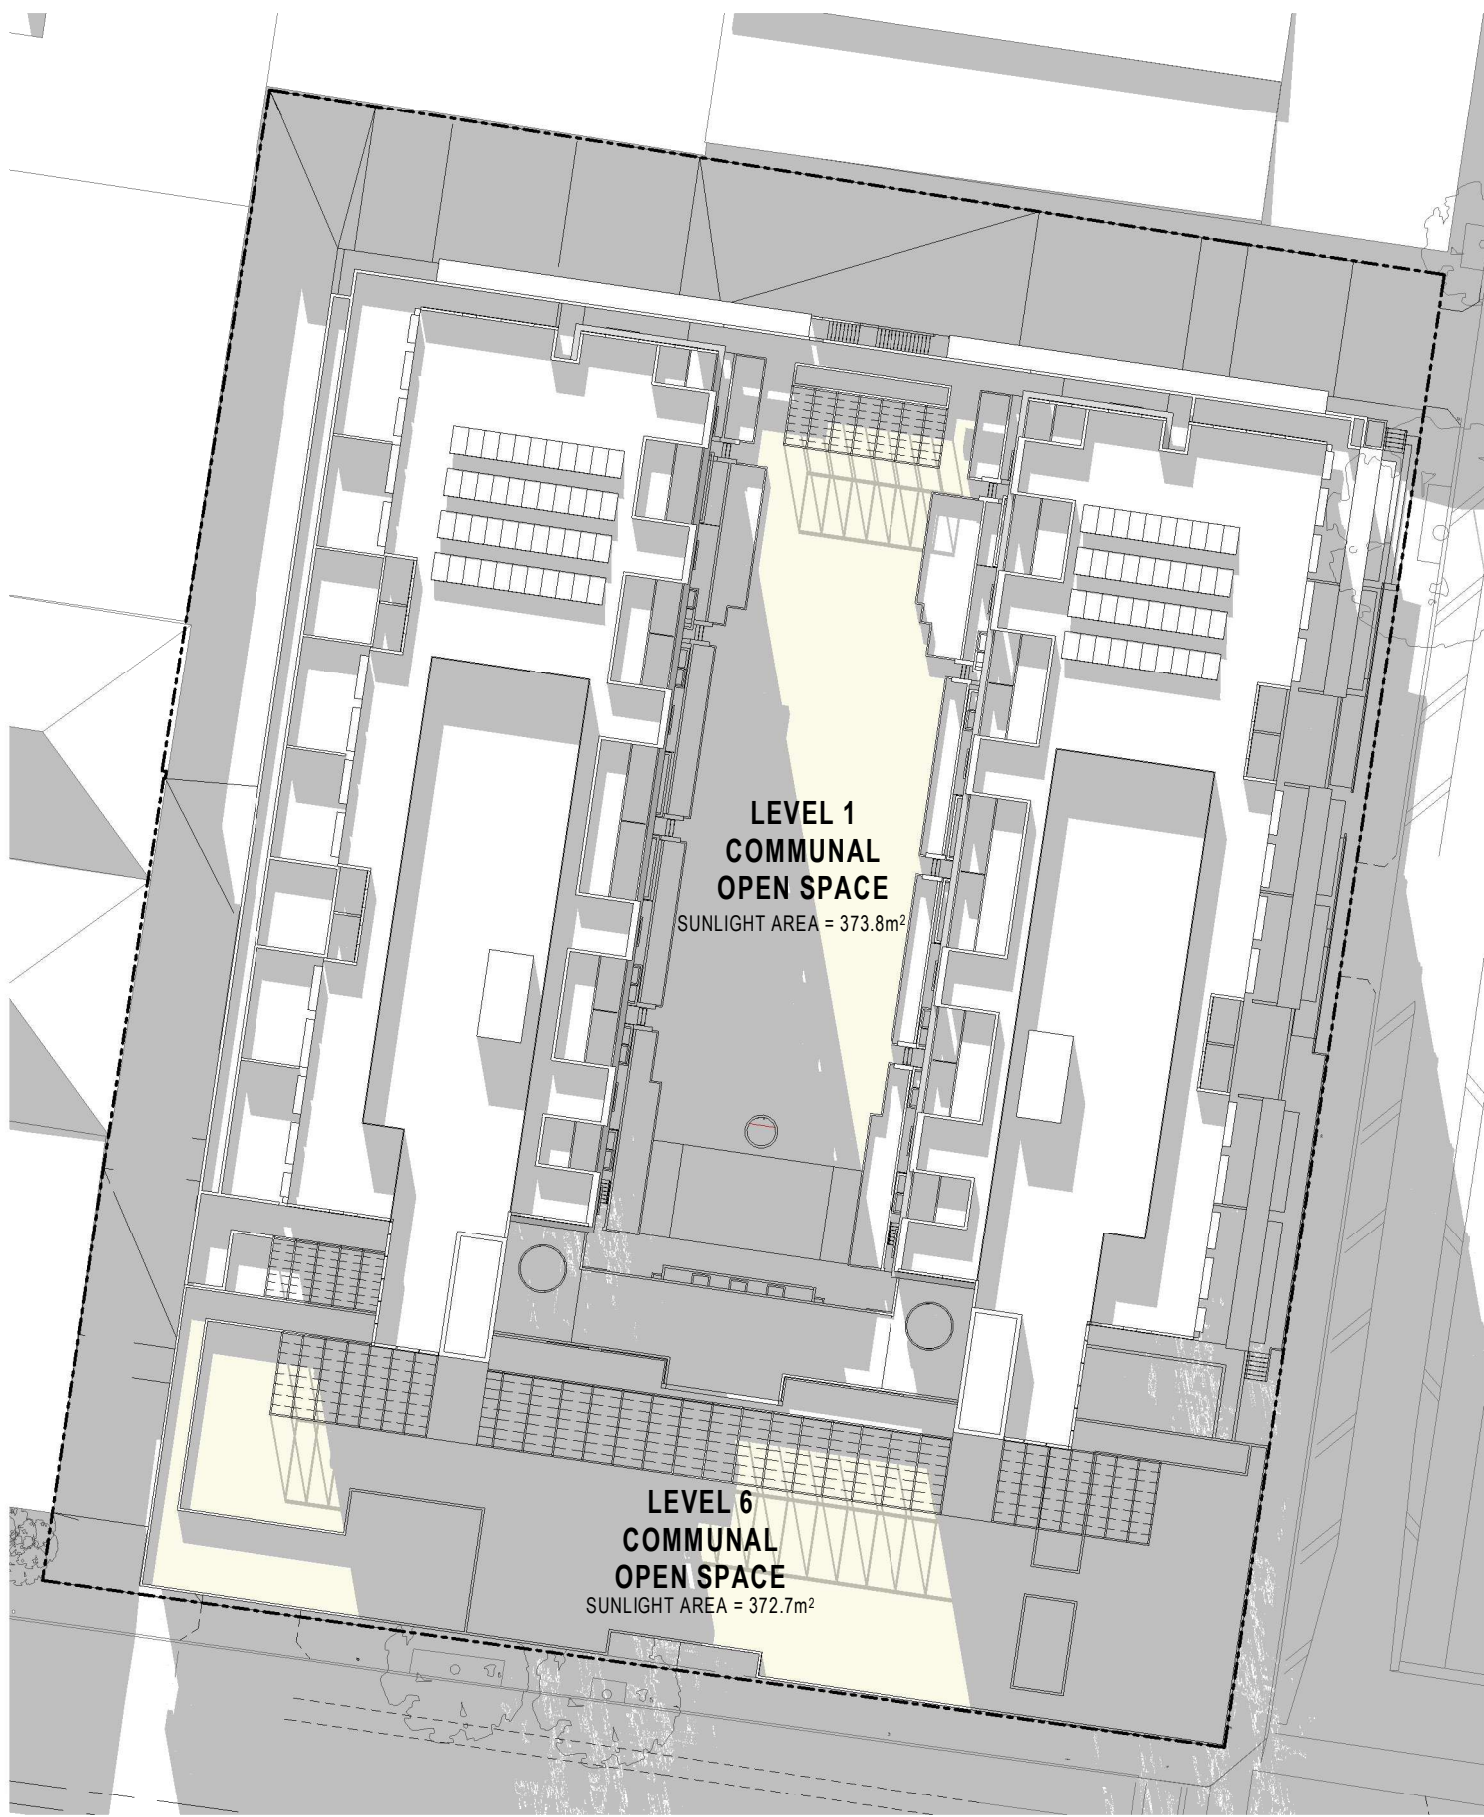 LEVEL 1
COMMUNAL
OPEN SPACE
SUNLIGHT AREA = 373.8m²
LEVEL 6
COMMUNAL
OPEN SPACE
SUNLIGHT AREA = 372.7m²